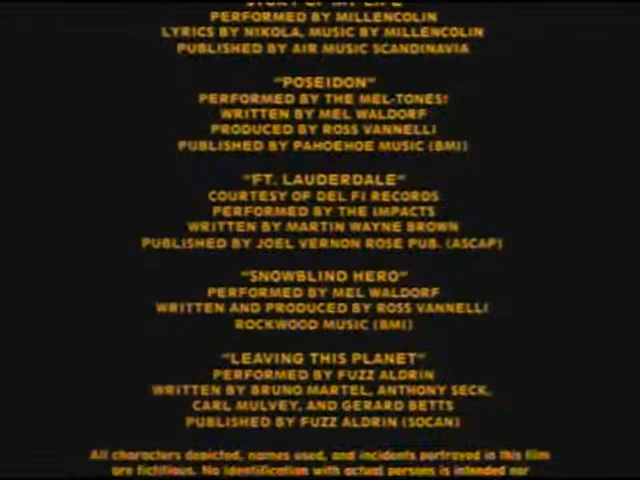 STORY OF MY LIFE
PERFORMED BY MILLENCOLIN
LYRICS BY NIKOLA, MUSIC BY MILLENCOLIN
PUBLISHED BY AIR MUSIC SCANDINAVIA
"POSEIDON"
PERFORMED BY THE MEL-TONES!
WRITTEN BY MEL WALDORF
PRODUCED BY ROSS VANNELLI
PUBLISHED BY PAHOEHOE MUSIC (BMI)
"FT. LAUDERDALE"
COURTESY OF DEL FI RECORDS
PERFORMED BY THE IMPACTS
WRITTEN BY MARTIN WAYNE BROWN
PUBLISHED BY JOEL VERNON ROSE PUB. (ASCAP)
"SNOWBLIND HERO"
PERFORMED BY MEL WALDORF
WRITTEN AND PRODUCED BY ROSS VANNELLI
ROCKWOOD MUSIC (BMI)
"LEAVING THIS PLANET"
PERFORMED BY FUZZ ALDRIN
WRITTEN BY BRUNO MARTEL, ANTHONY SECK,
CARL MULVEY, AND GERARD BETTS
PUBLISHED BY FUZZ ALDRIN (SOCAN)
All characters depicted, names used, and incidents portrayed in this film
are fictitious. No identification with actual persons is intended nor